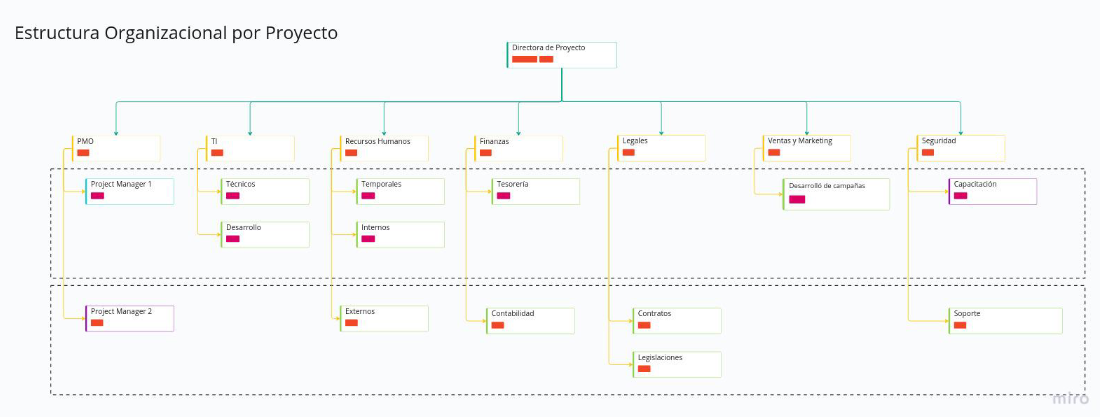 Estructura Organizacional por Proyecto
Directora de Proyecto
PMO
TI
Recursos Humanos
Finanzas
Legales
Ventas y Marketing
Seguridad
Project Manager 1
Técnicos
Temporales
Tesorería
Desarrolló de campañas
Capacitación
Desarrollo
Internos
Project Manager 2
Externos
Contabilidad
Contratos
Soporte
Legislaciones
miro